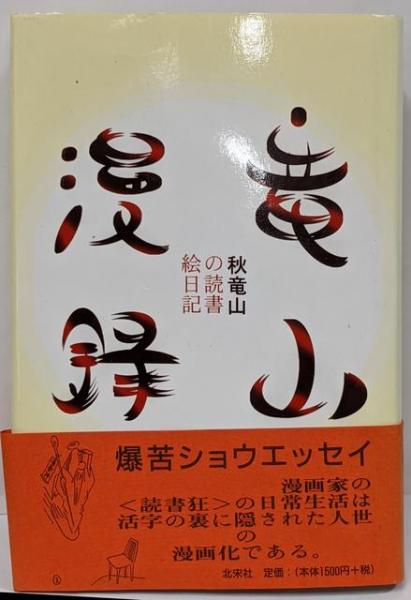 竜山
漫録
秋竜山
の読書
絵日記
爆苦ショウエッセイ
漫画家の
＜読書狂＞の日常生活は
活字の裏に隠された人世
の
漫画化である。
北宋社 定価：(本体)1500円+税)